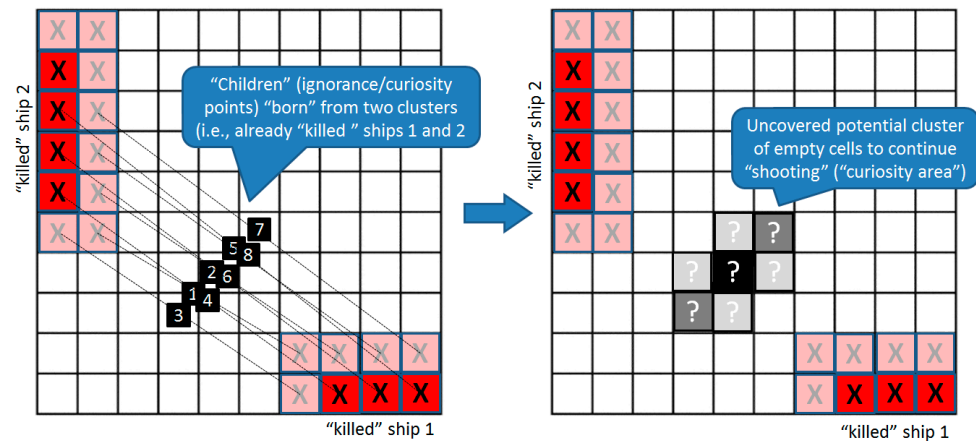 “killed” ship 2
X X
X X
X X
X X
X X
X X
“Children” (ignorance/curiosity
points) “born” from two clusters
(i.e., already “killed ” ships 1 and 2
7
5
8
2
6
1
4
3
X X X X
X X X X
“killed” ship 1
“killed” ship 2
X X
X X
X X
X X
X X
X X
Uncovered potential cluster
of empty cells to continue
“shooting” (“curiosity area”)
? ?
? ? ?
? ?
X X X X
X X X X
“killed” ship 1